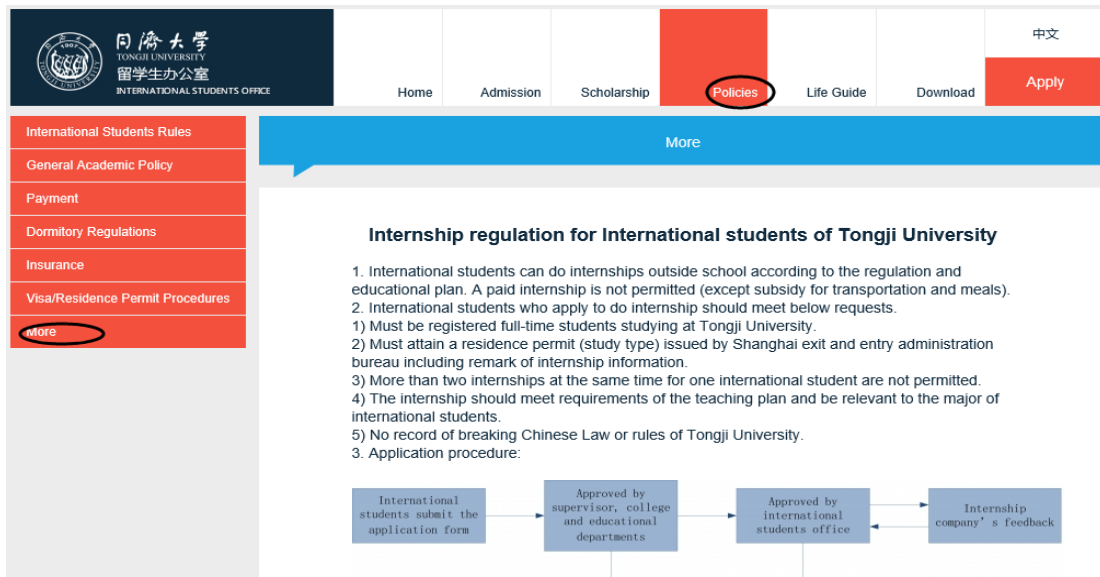 同濟大學
TONGJI UNIVERSITY
留学生办公室
INTERNATIONAL STUDENTS OFFICE
1907
TONGJI UNIVERSITY
Home
Admission
Scholarship
Policies
Life Guide
Download
中文
Apply
International Students Rules
General Academic Policy
Payment
Dormitory Regulations
Insurance
Visa/Residence Permit Procedures
More
More
Internship regulation for International students of Tongji University
1. International students can do internships outside school according to the regulation and
educational plan. A paid internship is not permitted (except subsidy for transportation and meals).
2. International students who apply to do internship should meet below requests.
1) Must be registered full-time students studying at Tongji University.
2) Must attain a residence permit (study type) issued by Shanghai exit and entry administration
bureau including remark of internship information.
3) More than two internships at the same time for one international student are not permitted.
4) The internship should meet requirements of the teaching plan and be relevant to the major of
international students.
5) No record of breaking Chinese Law or rules of Tongji University.
3. Application procedure:
International
students submit the
application form
Approved by
supervisor, college
and educational
departments
Approved by
international
students office
Internship
company's feedback